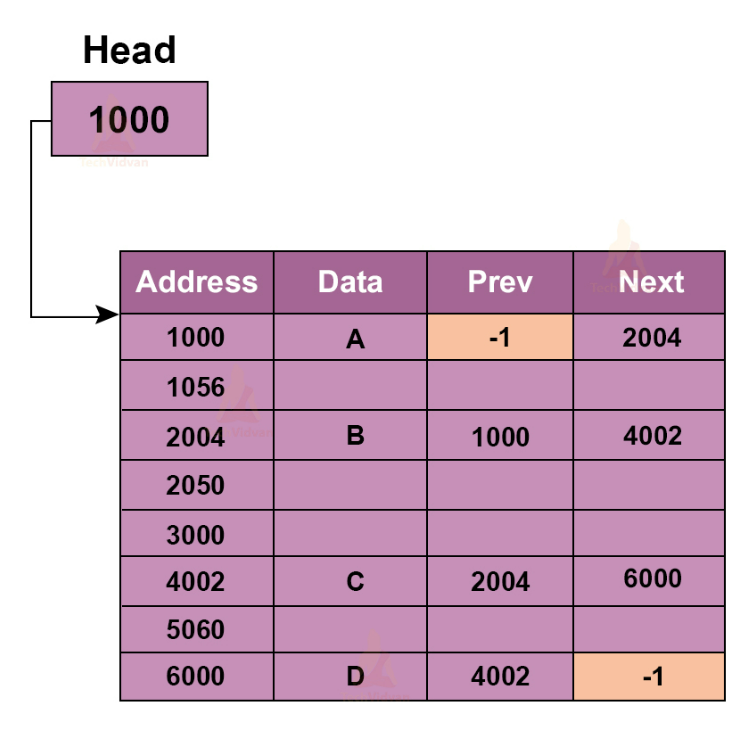 Head
1000
TechVidvan
Address Data Prev Next
1000 A -1 2004
1056
2004 B 1000 4002
2050
3000
4002 C 2004 6000
5060
6000 D 4002 -1